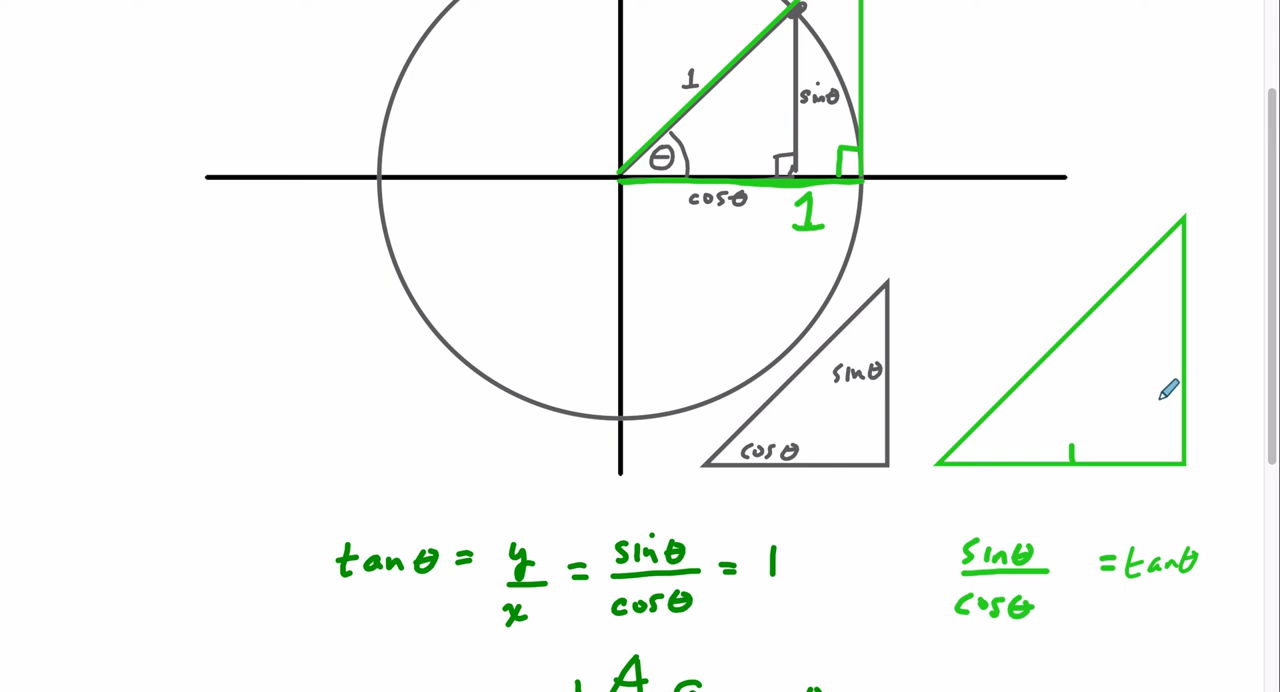 1
sinθ
θ
cosθ
1
sinθ
cosθ
1
tanθ = y/x = sinθ/cosθ = 1
sinθ/cosθ = tanθ
A